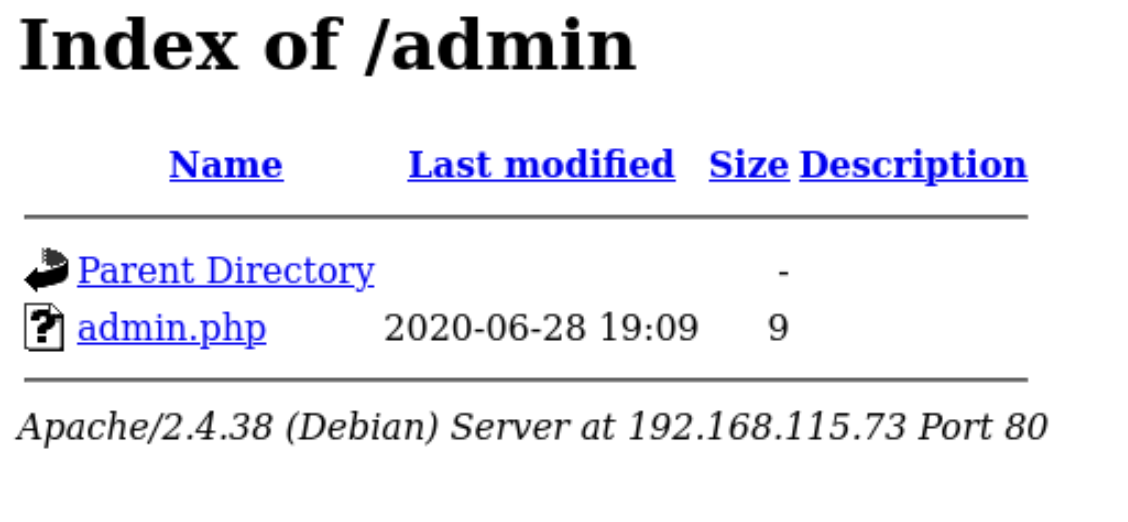 Index of /admin
Name Last modified Size Description
Parent Directory -
admin.php 2020-06-28 19:09 9
Apache/2.4.38 (Debian) Server at 192.168.115.73 Port 80